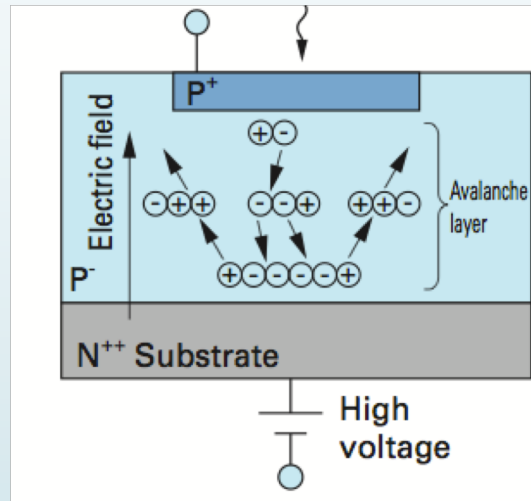 P⁺
Electric field
⊕⊖
⊖⊕⊕
⊖⊖⊕
⊕⊕⊖
Avalanche
layer
⊕⊖⊖⊖⊖⊕
P⁻
N⁺⁺ Substrate
High
voltage